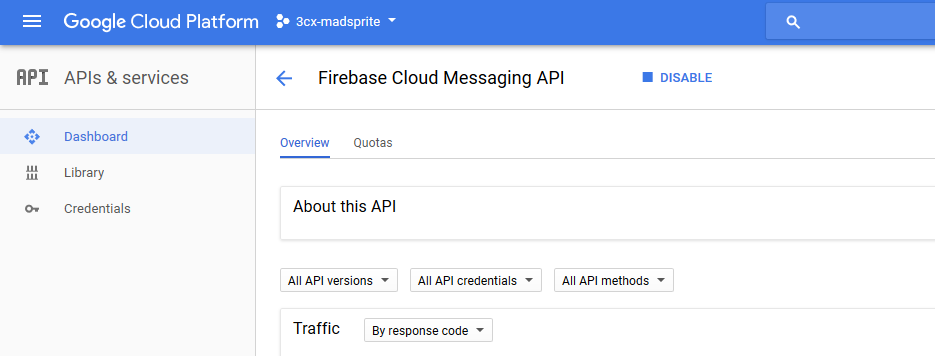 Google Cloud Platform 3cx-madsprite
API APIs & services
Firebase Cloud Messaging API DISABLE
Dashboard
Library
Credentials
Overview Quotas
About this API
All API versions All API credentials All API methods
Traffic By response code